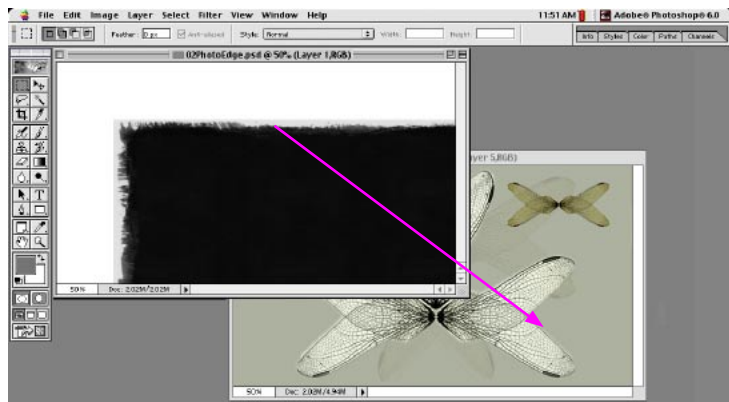 File Edit Image Layer Select Filter View Window Help 11:51 AM Adobe® Photoshop® 6.0
Feather: 0 px Anti-aliased Style: Normal Width: Height: Info Styles Color Paths Channels
02PhotoEdge.psd @ 50% (Layer 1,RGB)
yer 5,RGB)
50% Doc: 2.02M/2.02M
50% Doc: 2.02M/4.94M